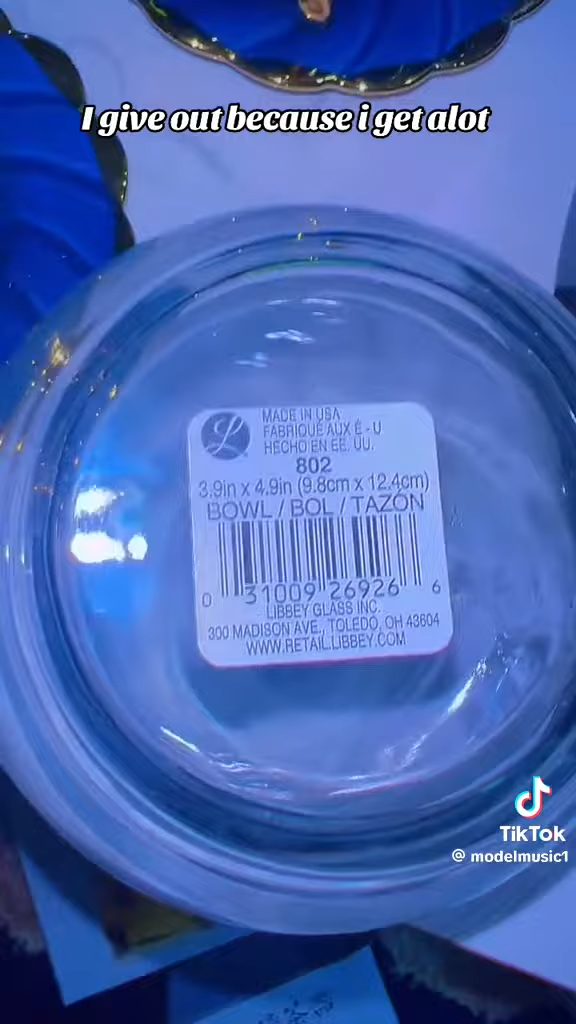 I give out because i get alot
L
MADE IN USA
FABRIQUÉ AUX É - U
HECHO EN EE. UU.
802
3.9in x 4.9in (9.8cm x 12.4cm)
BOWL / BOL / TAZÓN
0 31009 26926 6
LIBBEY GLASS INC.
300 MADISON AVE., TOLEDO, OH 43604
WWW.RETAIL.LIBBEY.COM
TikTok
@ modelmusic1